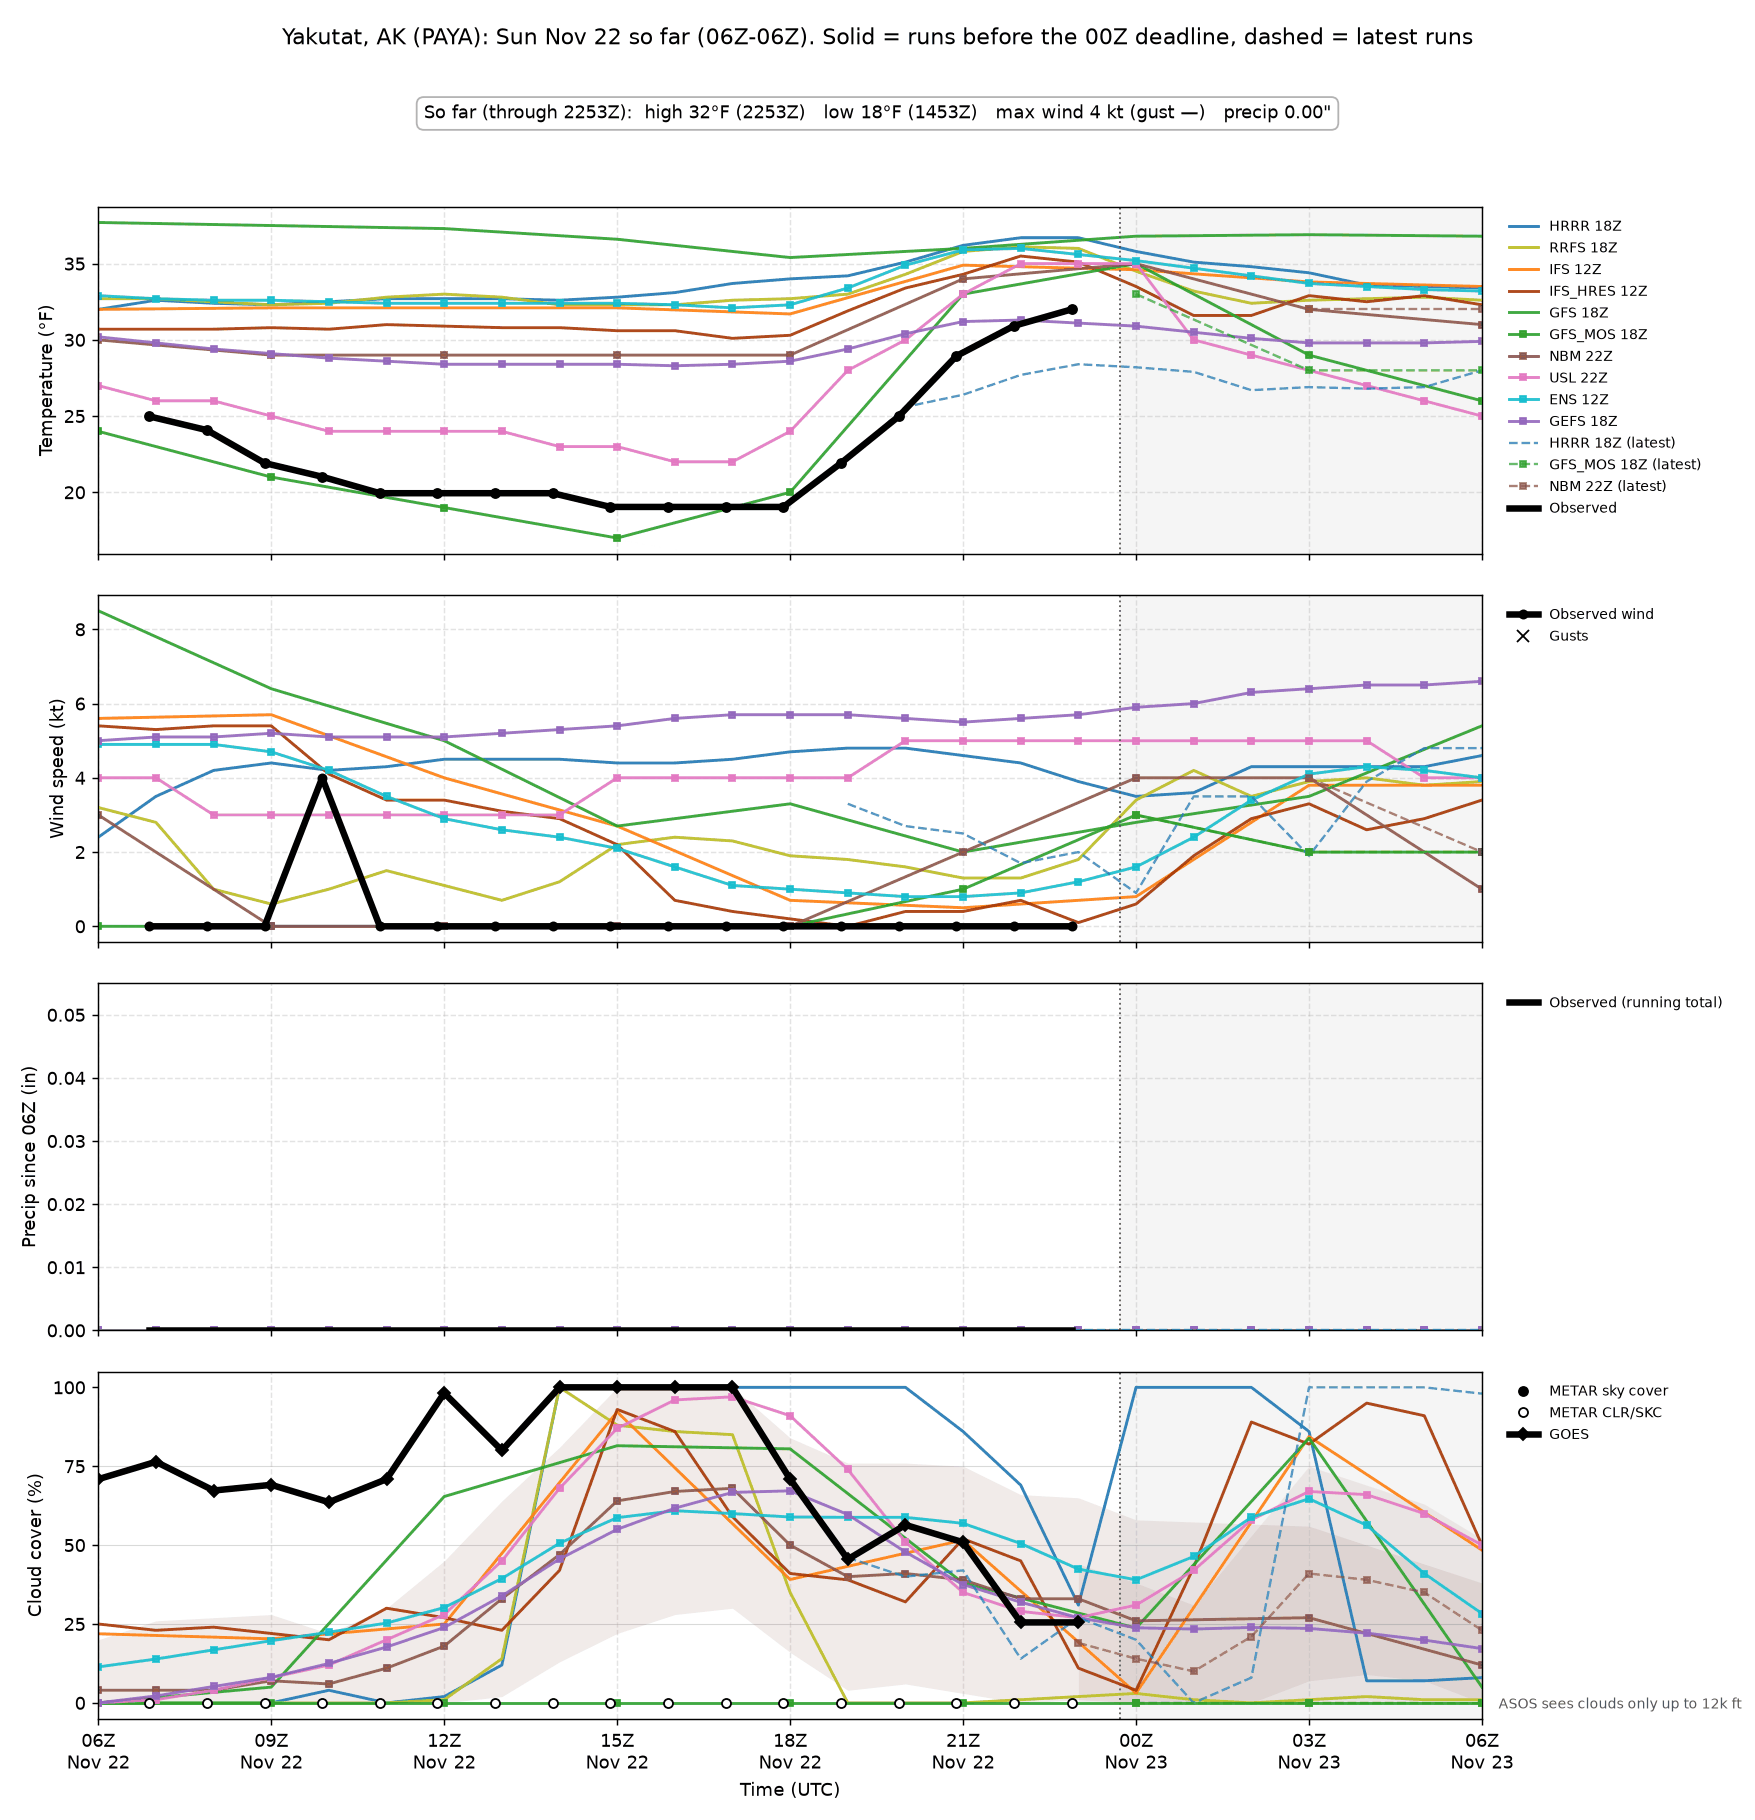 Yakutat, AK (PAYA): Sun Nov 22 so far (06Z-06Z). Solid = runs before the 00Z deadline, dashed = latest runs
So far (through 2253Z):  high 32°F (2253Z)   low 18°F (1453Z)   max wind 4 kt (gust —)   precip 0.00"
Temperature (°F)
35
30
25
20
HRRR 18Z
RRFS 18Z
IFS 12Z
IFS_HRES 12Z
GFS 18Z
GFS_MOS 18Z
NBM 22Z
USL 22Z
ENS 12Z
GEFS 18Z
HRRR 18Z (latest)
GFS_MOS 18Z (latest)
NBM 22Z (latest)
Observed
Wind speed (kt)
8
6
4
2
0
Observed wind
Gusts
Precip since 06Z (in)
0.05
0.04
0.03
0.02
0.01
0.00
Observed (running total)
Cloud cover (%)
100
75
50
25
0
METAR sky cover
METAR CLR/SKC
GOES
ASOS sees clouds only up to 12k ft
06Z 09Z 12Z 15Z 18Z 21Z 00Z 03Z 06Z
Nov 22 Nov 22 Nov 22 Nov 22 Nov 22 Nov 22 Nov 23 Nov 23 Nov 23
Time (UTC)